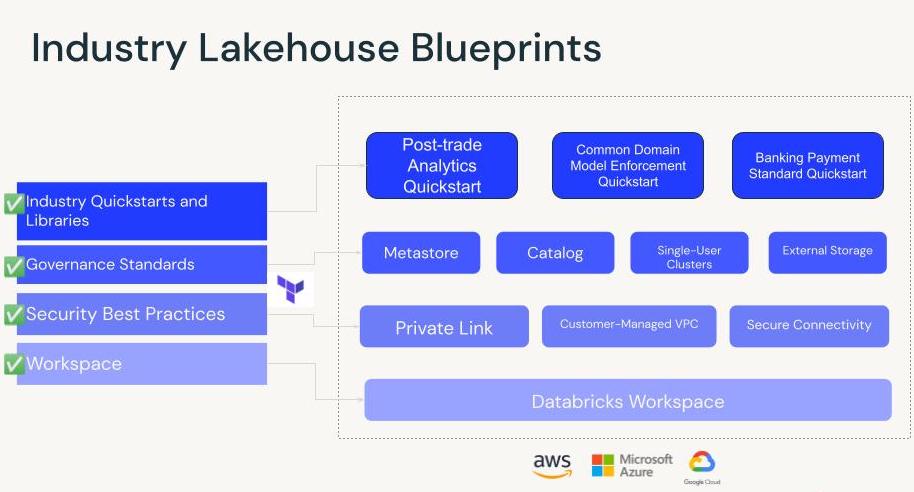 Industry Lakehouse Blueprints
Industry Quickstarts and
Libraries
Governance Standards
Security Best Practices
Workspace
Post-trade
Analytics
Quickstart
Common Domain
Model Enforcement
Quickstart
Banking Payment
Standard Quickstart
Metastore
Catalog
Single-User
Clusters
External Storage
Private Link
Customer-Managed VPC
Secure Connectivity
Databricks Workspace
aws
Microsoft
Azure
Google Cloud